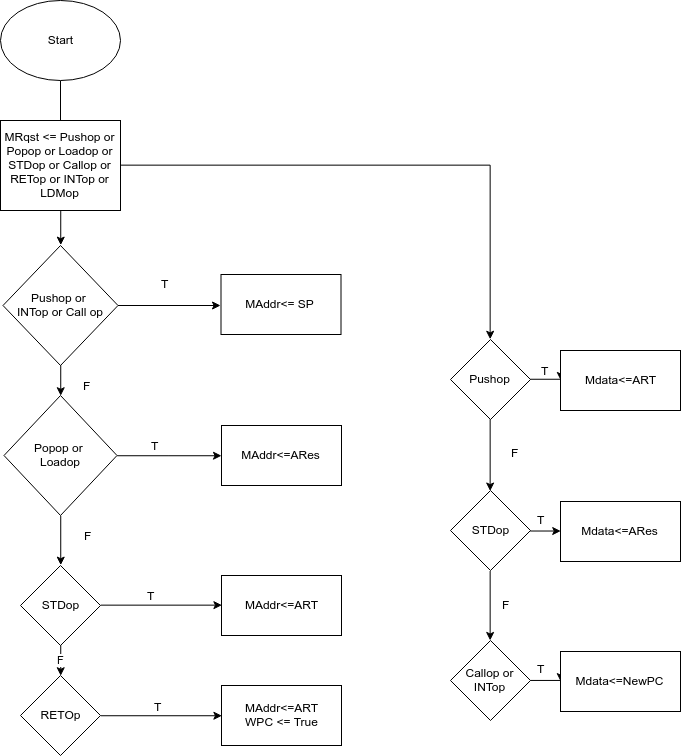 Start
MRqst <= Pushop or
Popop or Loadop or
STDop or Callop or
RETop or INTop or
LDMop
Pushop or
INTop or Call op
T
MAddr<= SP
F
Popop or
Loadop
T
MAddr<=ARes
F
STDop
T
MAddr<=ART
F
RETOp
T
MAddr<=ART
WPC <= True
Pushop
T
Mdata<=ART
F
STDop
T
Mdata<=ARes
F
Callop or
INTop
T
Mdata<=NewPC